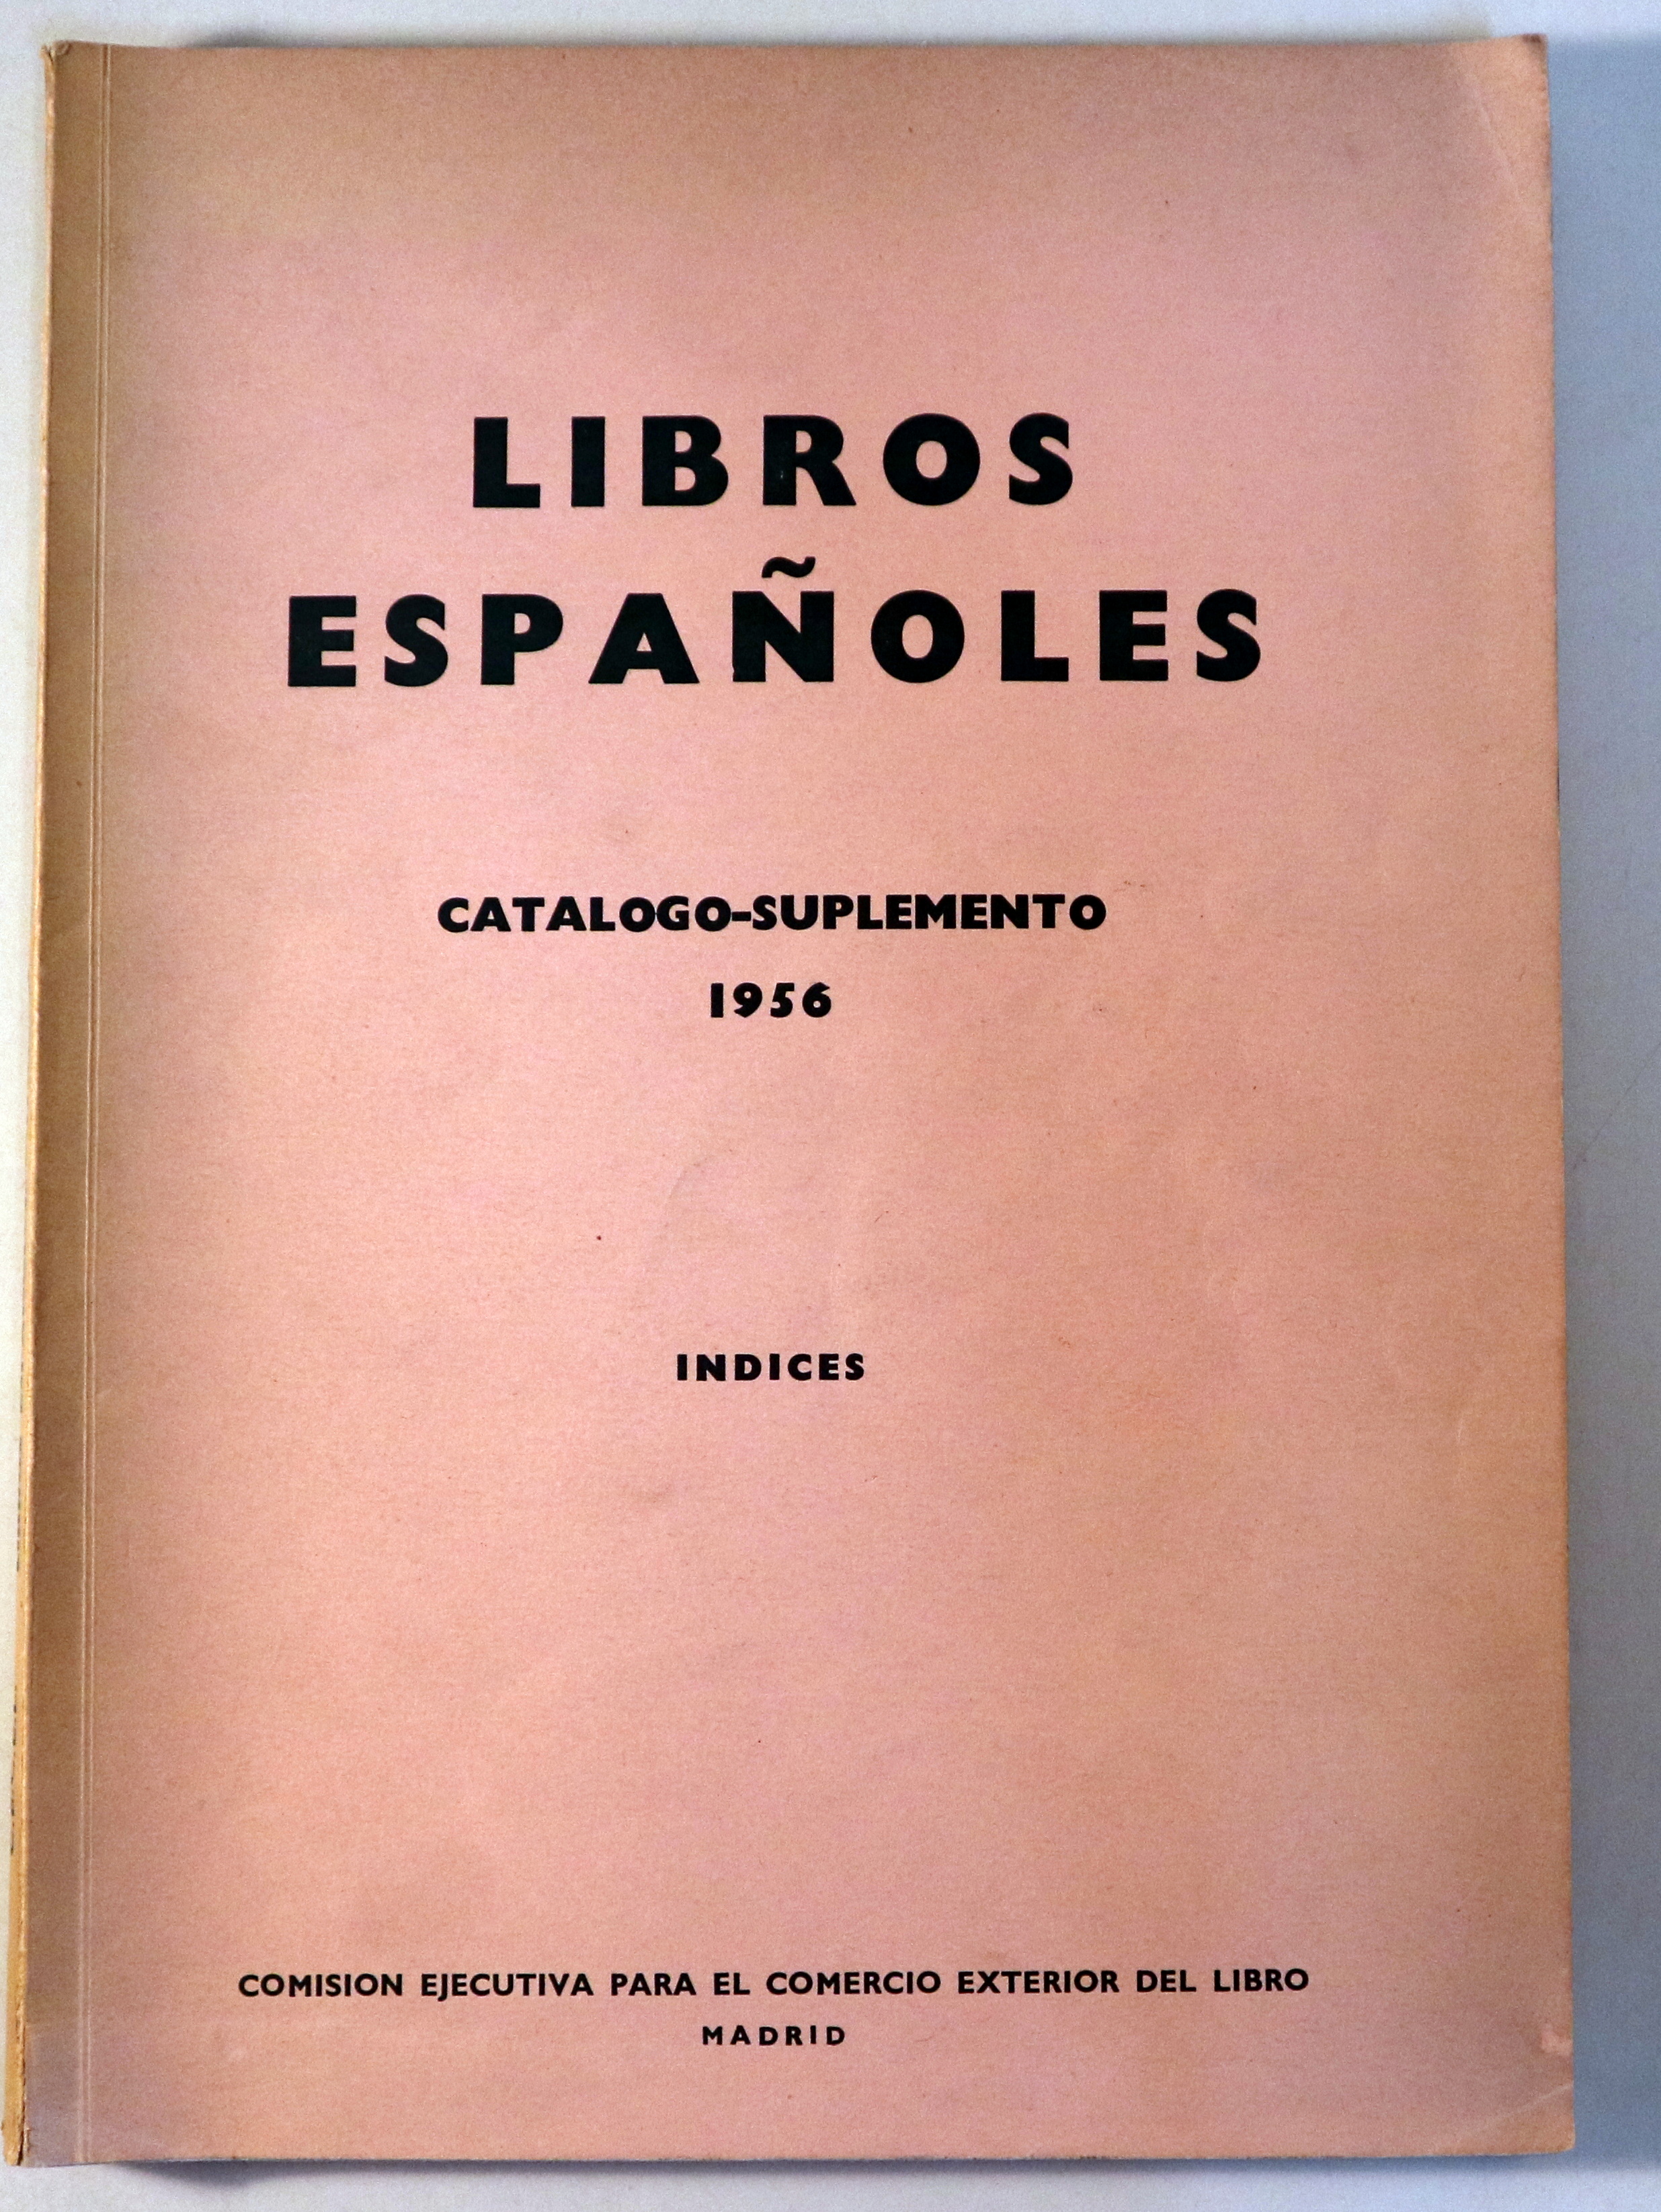 LIBROS
ESPAÑOLES
CATALOGO-SUPLEMENTO
1956
INDICES
COMISION EJECUTIVA PARA EL COMERCIO EXTERIOR DEL LIBRO
MADRID